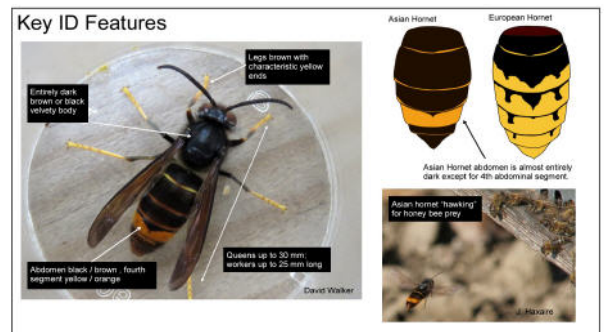 Key ID Features
Legs brown with
characteristic yellow
ends
Entirely dark
brown or black
velvety body
Abdomen black / brown , fourth
segment yellow / orange
Queens up to 30 mm;
workers up to 25 mm long
David Walker
Asian Hornet
European Hornet
Asian Hornet abdomen is almost entirely
dark except for 4th abdominal segment.
Asian hornet "hawking"
for honey bee prey
J. Haxaire